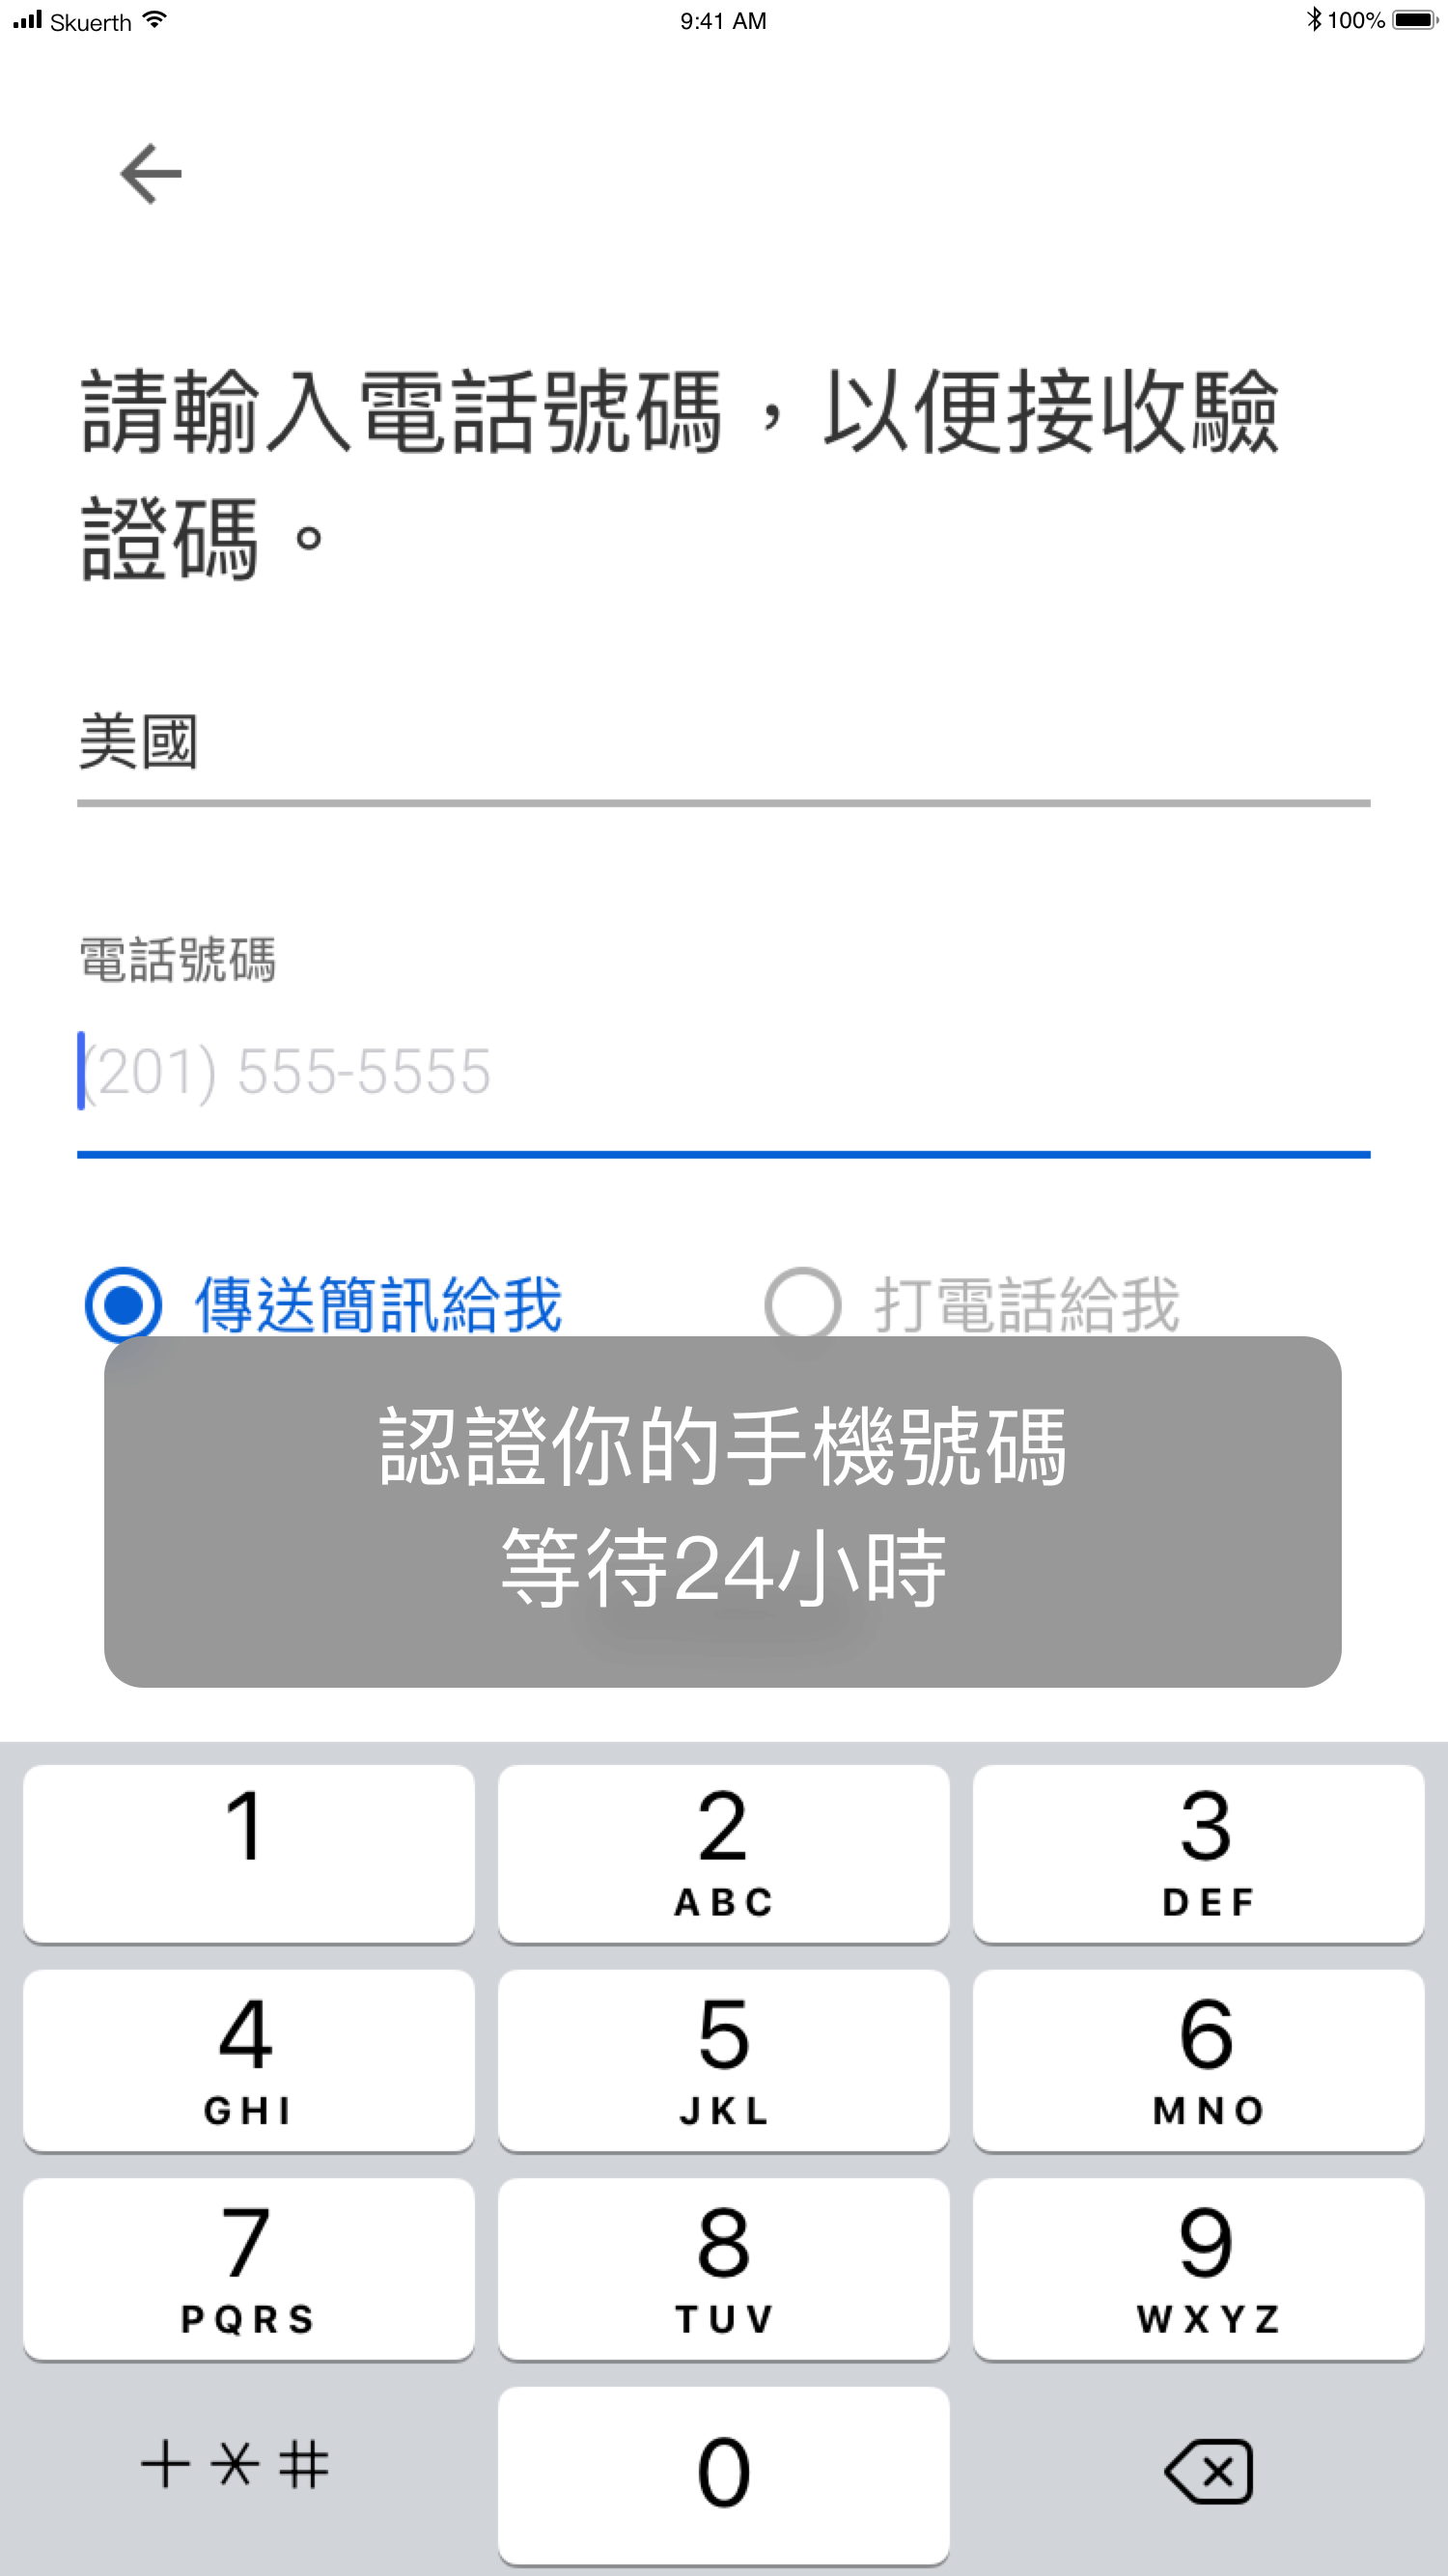 Skuerth 9:41 AM 100%
請輸入電話號碼，以便接收驗
證碼。
美國
電話號碼
(201) 555-5555
傳送簡訊給我 打電話給我
認證你的手機號碼
等待24小時
1 2 3
ABC DEF
4 5 6
GHI JKL MNO
7 8 9
PQRS TUV WXYZ
+*# 0